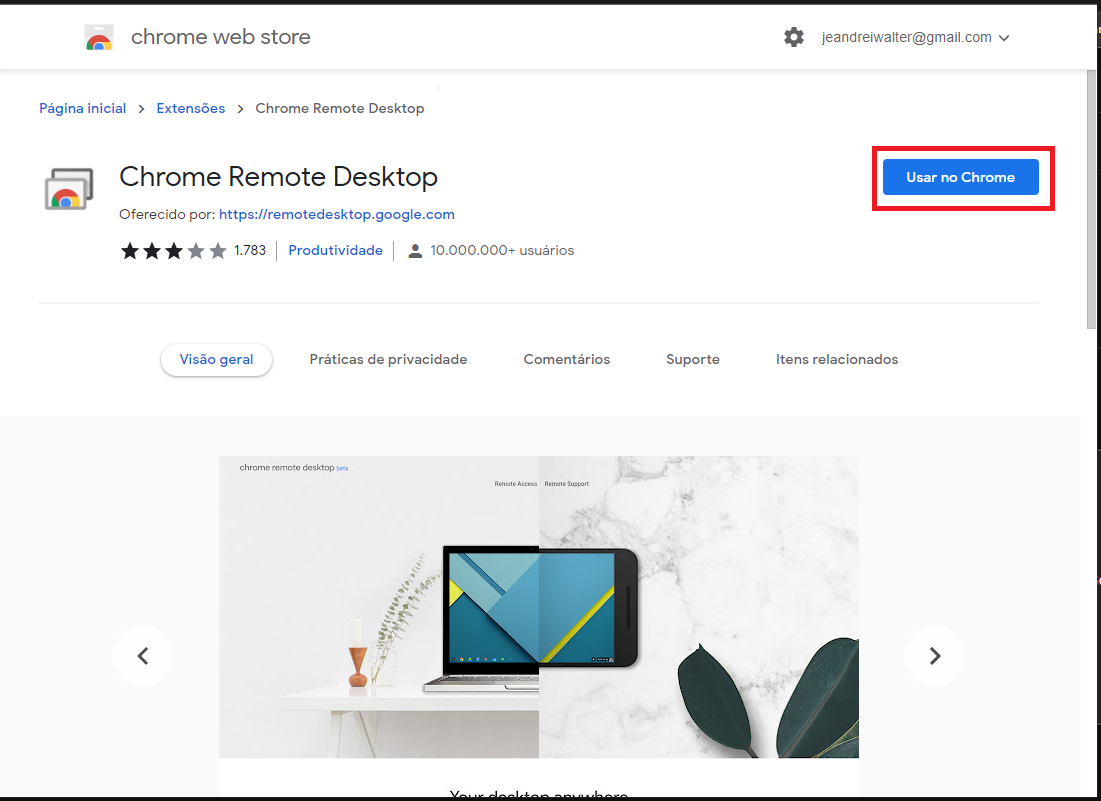 chrome web store
jeandreiwalter@gmail.com
Página inicial > Extensões > Chrome Remote Desktop
Chrome Remote Desktop
Usar no Chrome
Oferecido por: https://remotedesktop.google.com
1.783 Produtividade 10.000.000+ usuários
Visão geral Práticas de privacidade Comentários Suporte Itens relacionados
chrome remote desktop beta
Remote Access Remote Support
Your desktop anywhere